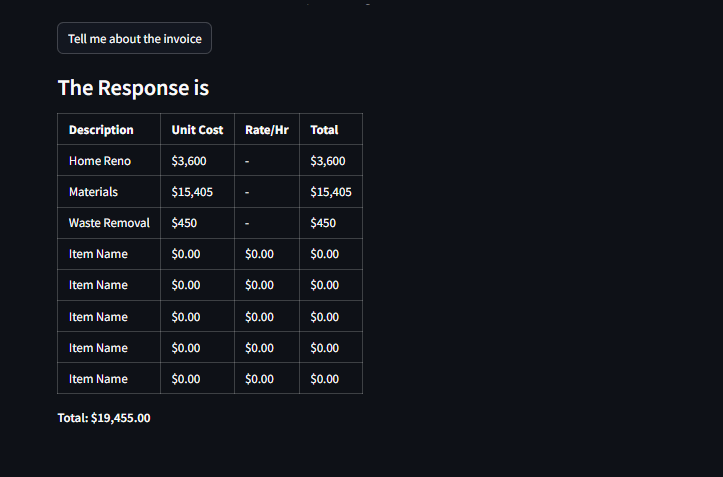 Tell me about the invoice
The Response is
Description Unit Cost Rate/Hr Total
Home Reno $3,600 - $3,600
Materials $15,405 - $15,405
Waste Removal $450 - $450
Item Name $0.00 $0.00 $0.00
Item Name $0.00 $0.00 $0.00
Item Name $0.00 $0.00 $0.00
Item Name $0.00 $0.00 $0.00
Item Name $0.00 $0.00 $0.00
Total: $19,455.00